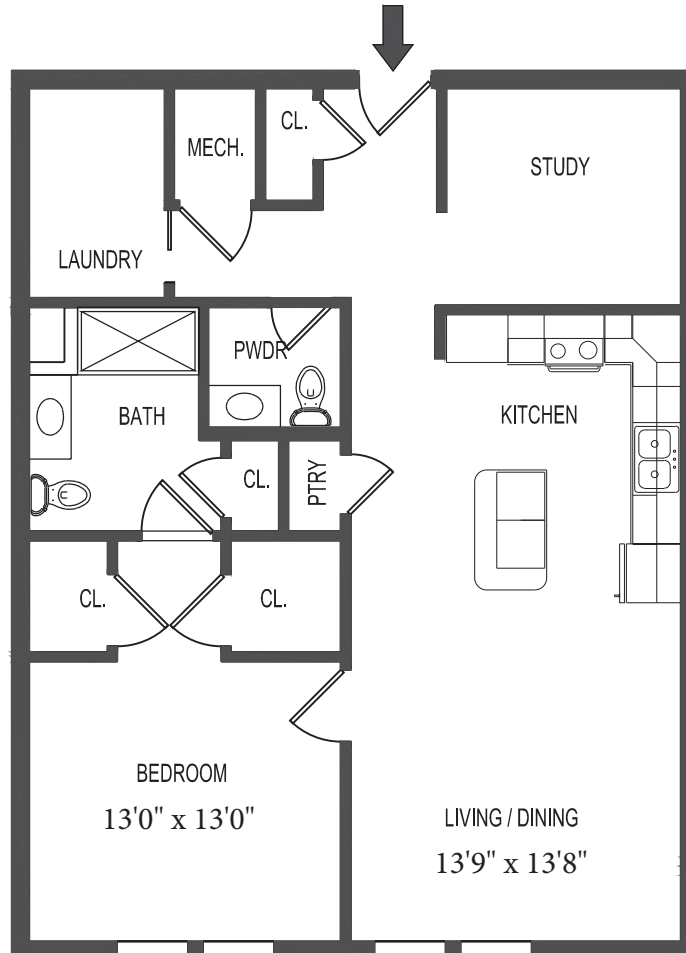 CL.
MECH.
STUDY
LAUNDRY
PWDR
BATH
KITCHEN
CL.
PTRY
CL.
CL.
BEDROOM
13'0" x 13'0"
LIVING / DINING
13'9" x 13'8"